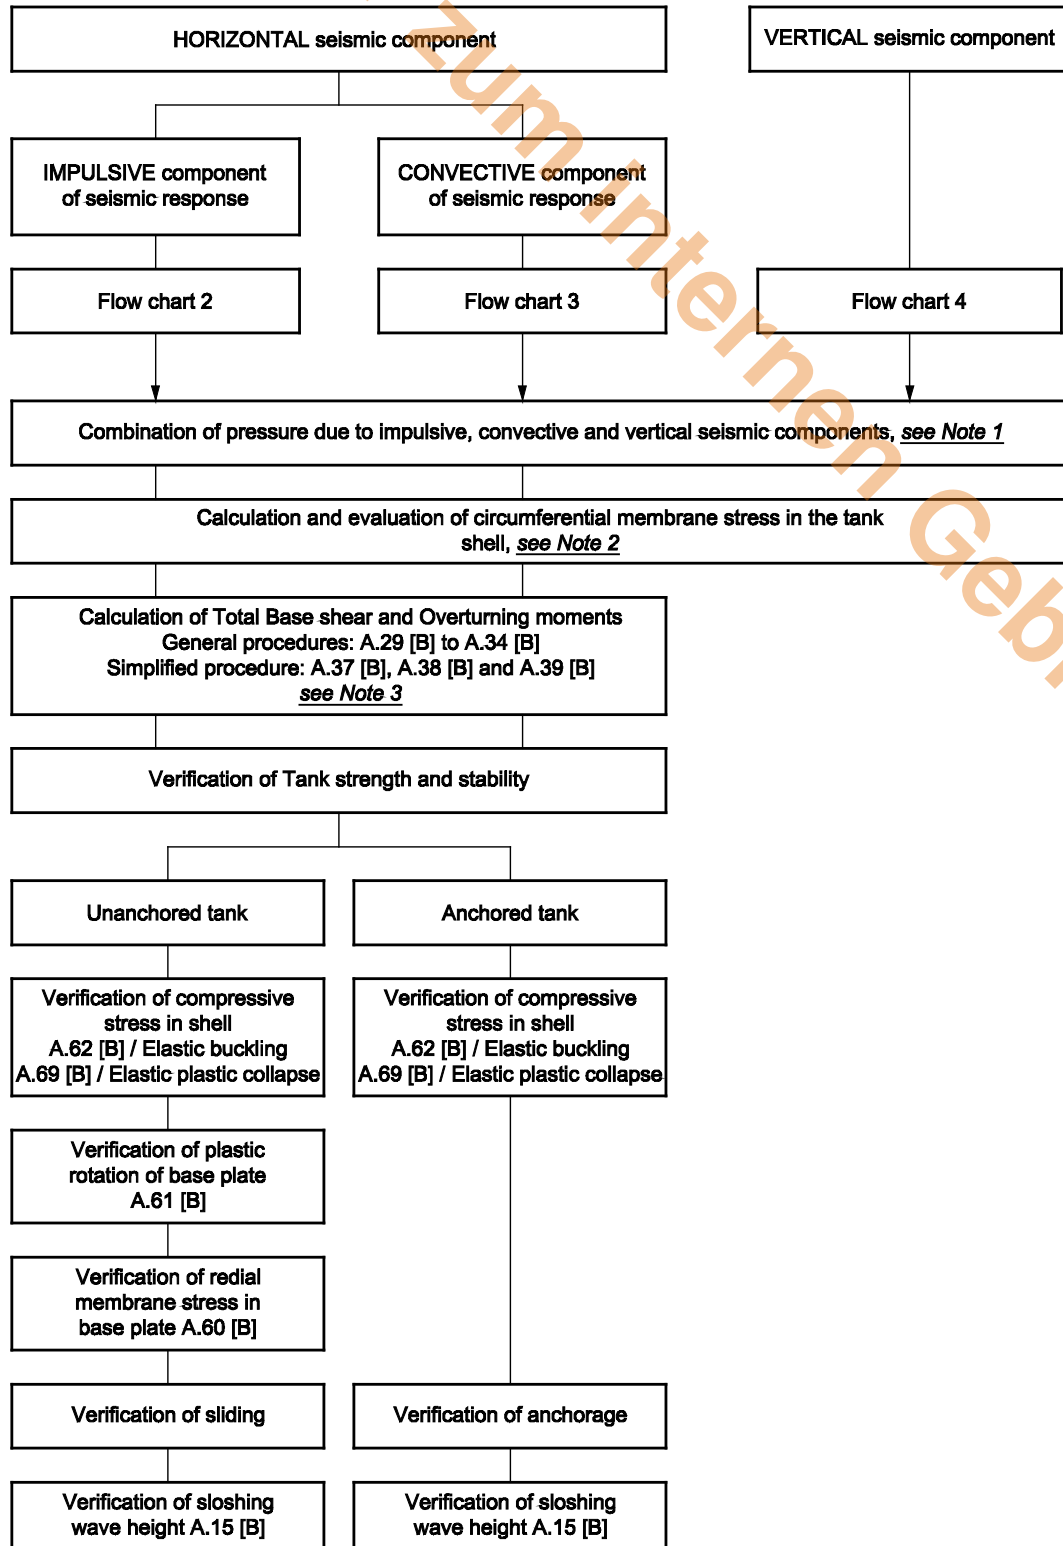 HORIZONTAL seismic component
VERTICAL seismic component
IMPULSIVE component
of seismic response
CONVECTIVE component
of seismic response
Flow chart 2
Flow chart 3
Flow chart 4
Combination of pressure due to impulsive, convective and vertical seismic components, see Note 1
Calculation and evaluation of circumferential membrane stress in the tank
shell, see Note 2
Calculation of Total Base shear and Overturning moments
General procedures: A.29 [B] to A.34 [B]
Simplified procedure: A.37 [B], A.38 [B] and A.39 [B]
see Note 3
Verification of Tank strength and stability
Unanchored tank
Anchored tank
Verification of compressive
stress in shell
A.62 [B] / Elastic buckling
A.69 [B] / Elastic plastic collapse
Verification of compressive
stress in shell
A.62 [B] / Elastic buckling
A.69 [B] / Elastic plastic collapse
Verification of plastic
rotation of base plate
A.61 [B]
Verification of redial
membrane stress in
base plate A.60 [B]
Verification of sliding
Verification of anchorage
Verification of sloshing
wave height A.15 [B]
Verification of sloshing
wave height A.15 [B]
zum internen Geb